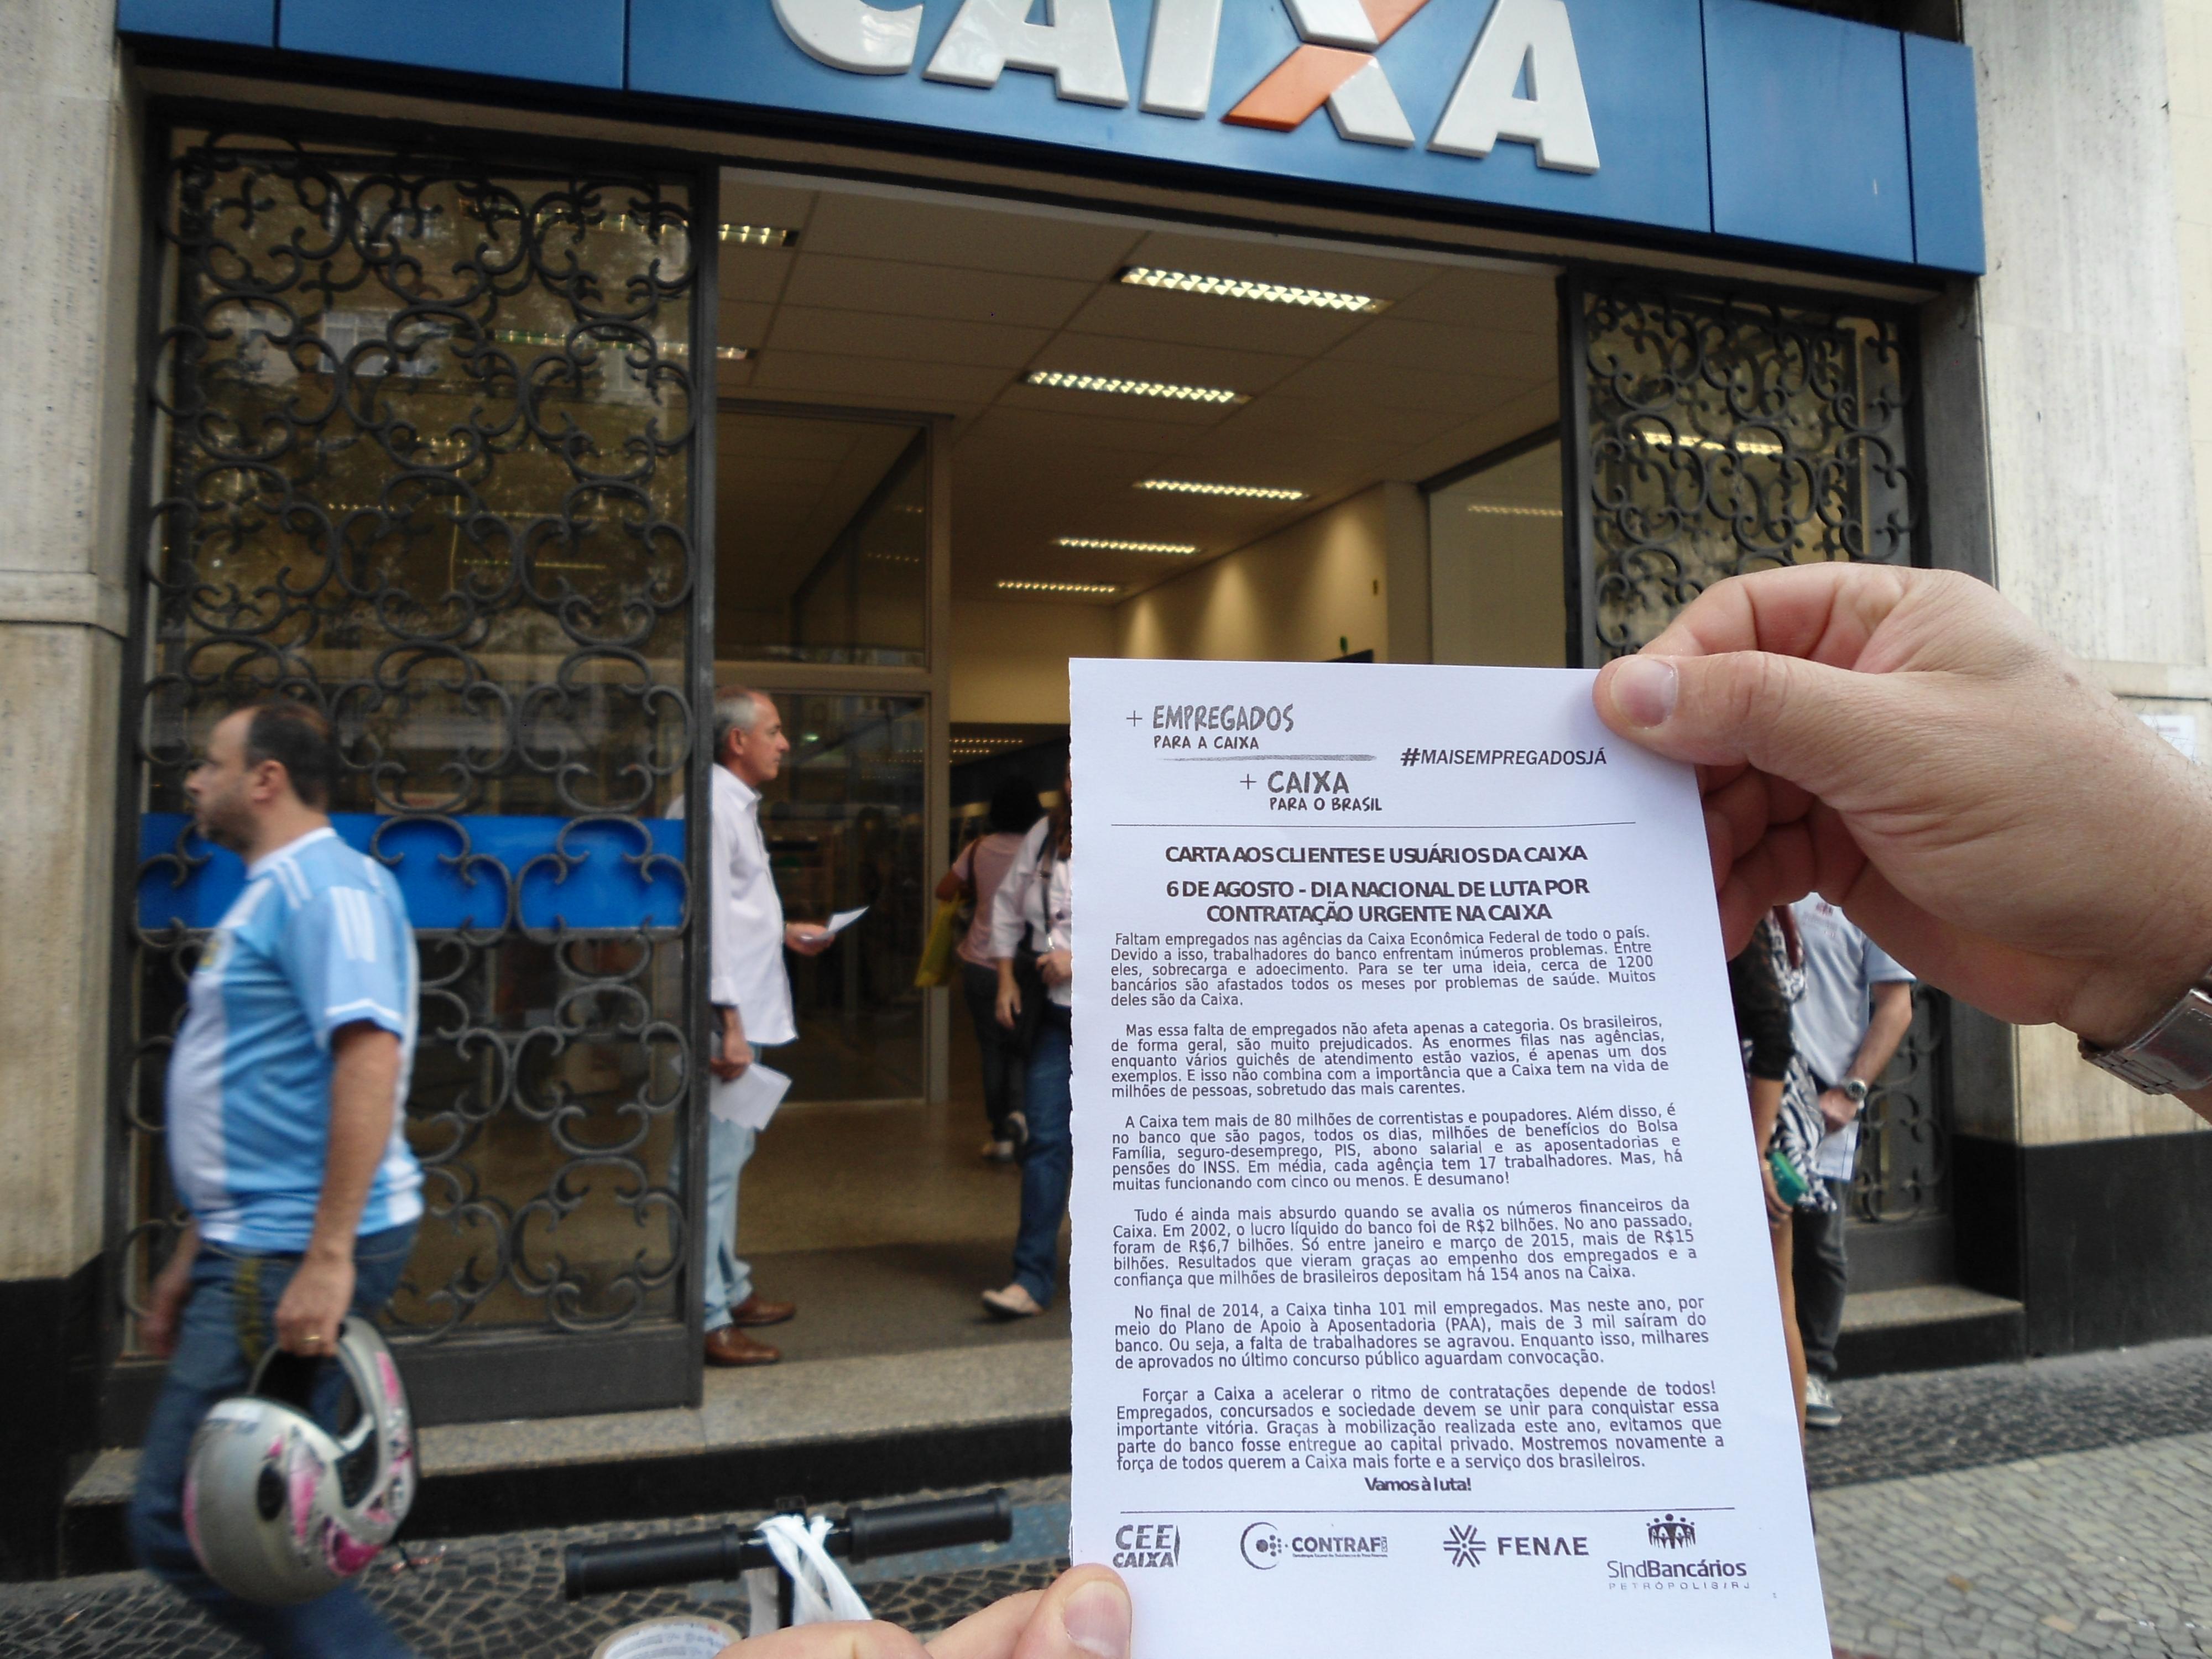 CAIXA
+ EMPREGADOS
PARA A CAIXA
#MAISEMPREGADOSJÁ
+ CAIXA
PARA O BRASIL
CARTA AOS CLIENTES E USUÁRIOS DA CAIXA
6 DE AGOSTO - DIA NACIONAL DE LUTA POR
CONTRATAÇÃO URGENTE NA CAIXA
Faltam empregados nas agências da Caixa Econômica Federal de todo o país.
Devido a isso, trabalhadores do banco enfrentam inúmeros problemas. Entre
eles, sobrecarga e adoecimento. Para se ter uma ideia, cerca de 1200
bancários são afastados todos os meses por problemas de saúde. Muitos
deles são da Caixa.
Mas essa falta de empregados não afeta apenas a categoria. Os brasileiros,
de forma geral, são muito prejudicados. As enormes filas nas agências,
enquanto vários guichês de atendimento estão vazios, é apenas um dos
exemplos. E isso não combina com a importância que a Caixa tem na vida de
milhões de pessoas, sobretudo das mais carentes.
A Caixa tem mais de 80 milhões de correntistas e poupadores. Além disso, é
no banco que são pagos, todos os dias, milhões de benefícios do Bolsa
Família, seguro-desemprego, PIS, abono salarial e as aposentadorias e
pensões do INSS. Em média, cada agência tem 17 trabalhadores. Mas, há
muitas funcionando com cinco ou menos. É desumano!
Tudo é ainda mais absurdo quando se avalia os números financeiros da
Caixa. Em 2002, o lucro líquido do banco foi de R$2 bilhões. No ano passado,
foram de R$6,7 bilhões. Só entre janeiro e março de 2015, mais de R$15
bilhões. Resultados que vieram graças ao empenho dos empregados e a
confiança que milhões de brasileiros depositam há 154 anos na Caixa.
No final de 2014, a Caixa tinha 101 mil empregados. Mas neste ano, por
meio do Plano de Apoio à Aposentadoria (PAA), mais de 3 mil saíram do
banco. Ou seja, a falta de trabalhadores se agravou. Enquanto isso, milhares
de aprovados no último concurso público aguardam convocação.
Forçar a Caixa a acelerar o ritmo de contratações depende de todos!
Empregados, concursados e sociedade devem se unir para conquistar essa
importante vitória. Graças à mobilização realizada este ano, evitamos que
parte do banco fosse entregue ao capital privado. Mostremos novamente a
força de todos querem a Caixa mais forte e a serviço dos brasileiros.
Vamos à luta!
CEE
CAIXA
CONTRAF
FENAE
SindBancários
PETRÓPOLIS/RJ